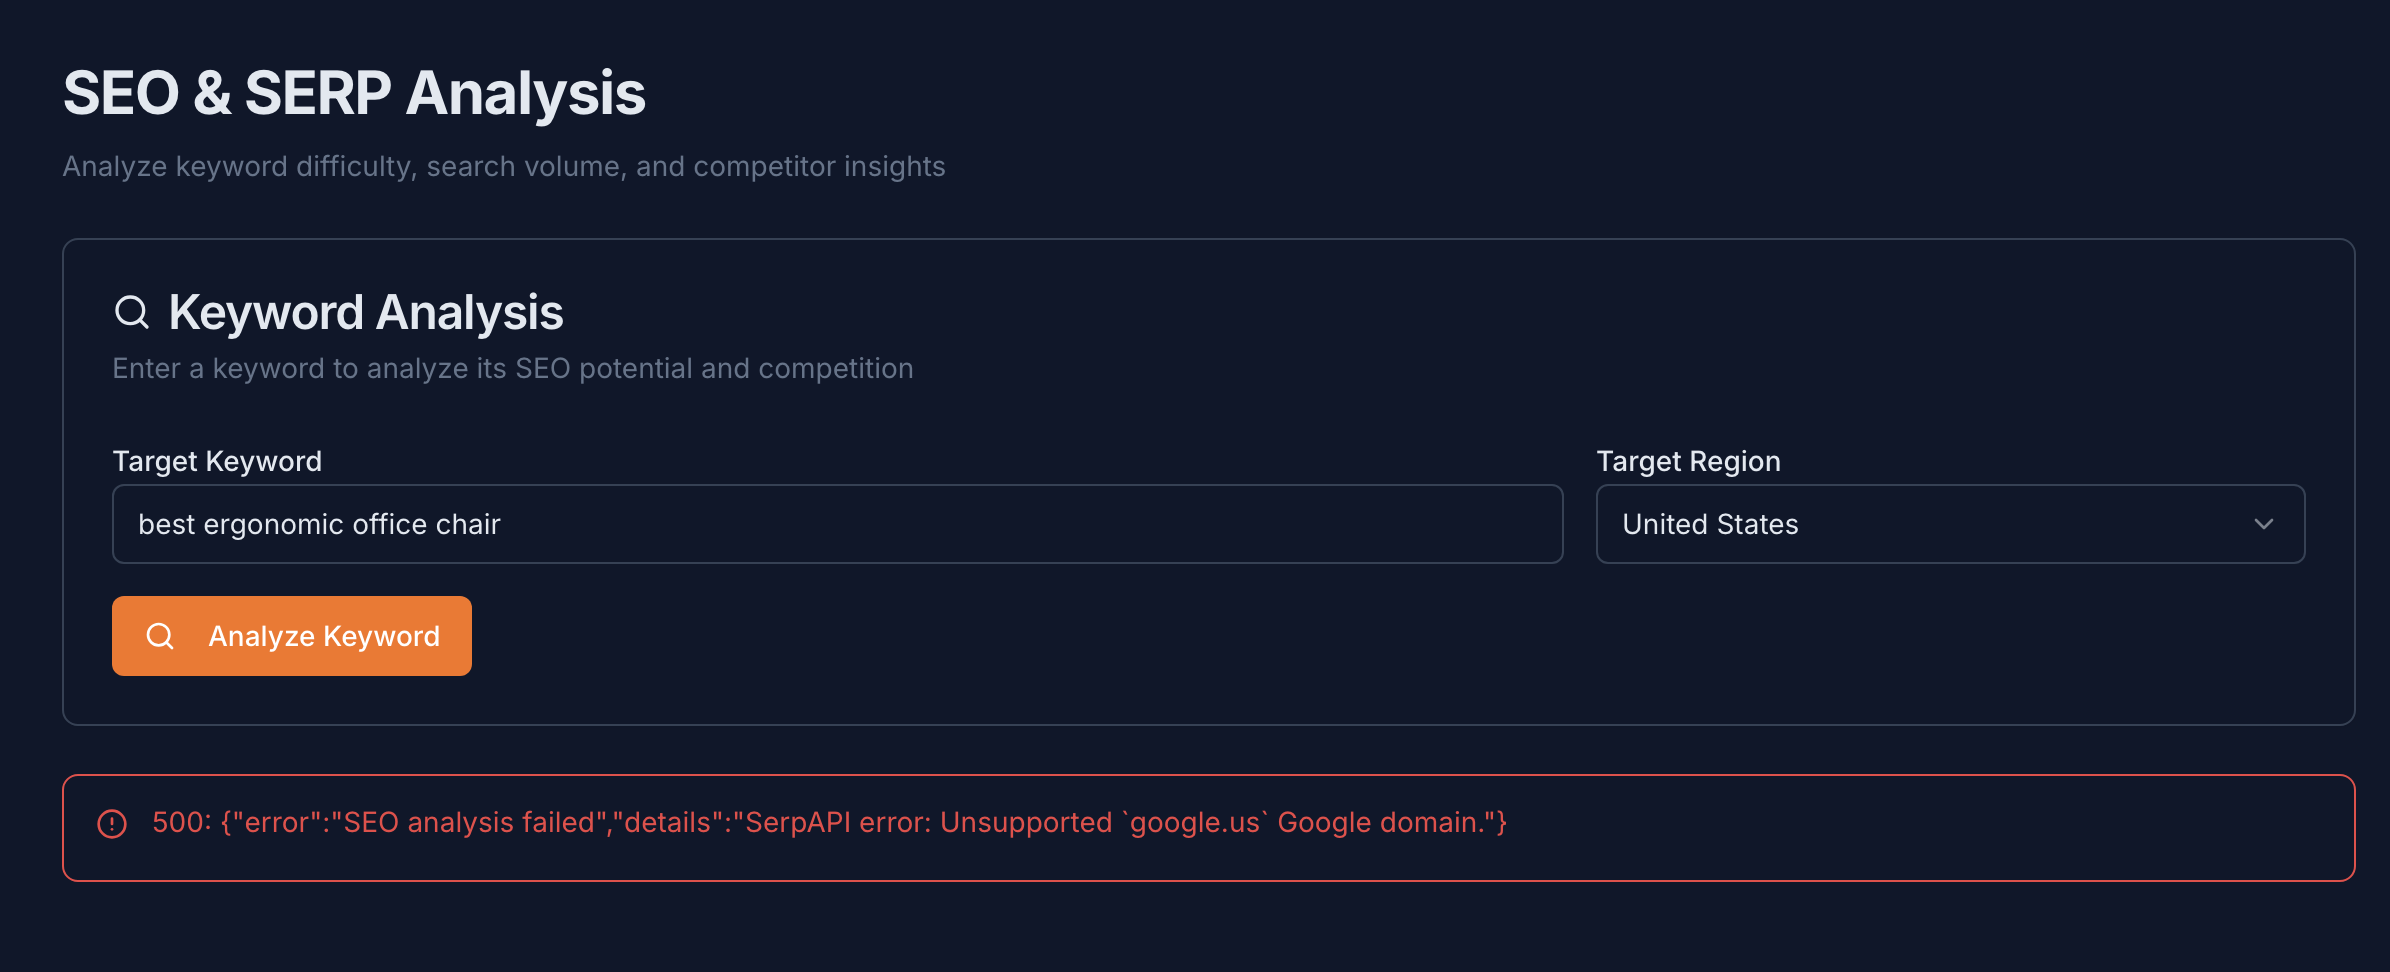 SEO & SERP Analysis
Analyze keyword difficulty, search volume, and competitor insights
Keyword Analysis
Enter a keyword to analyze its SEO potential and competition
Target Keyword
Target Region
best ergonomic office chair
United States
Analyze Keyword
500: {"error":"SEO analysis failed","details":"SerpAPI error: Unsupported `google.us` Google domain."}